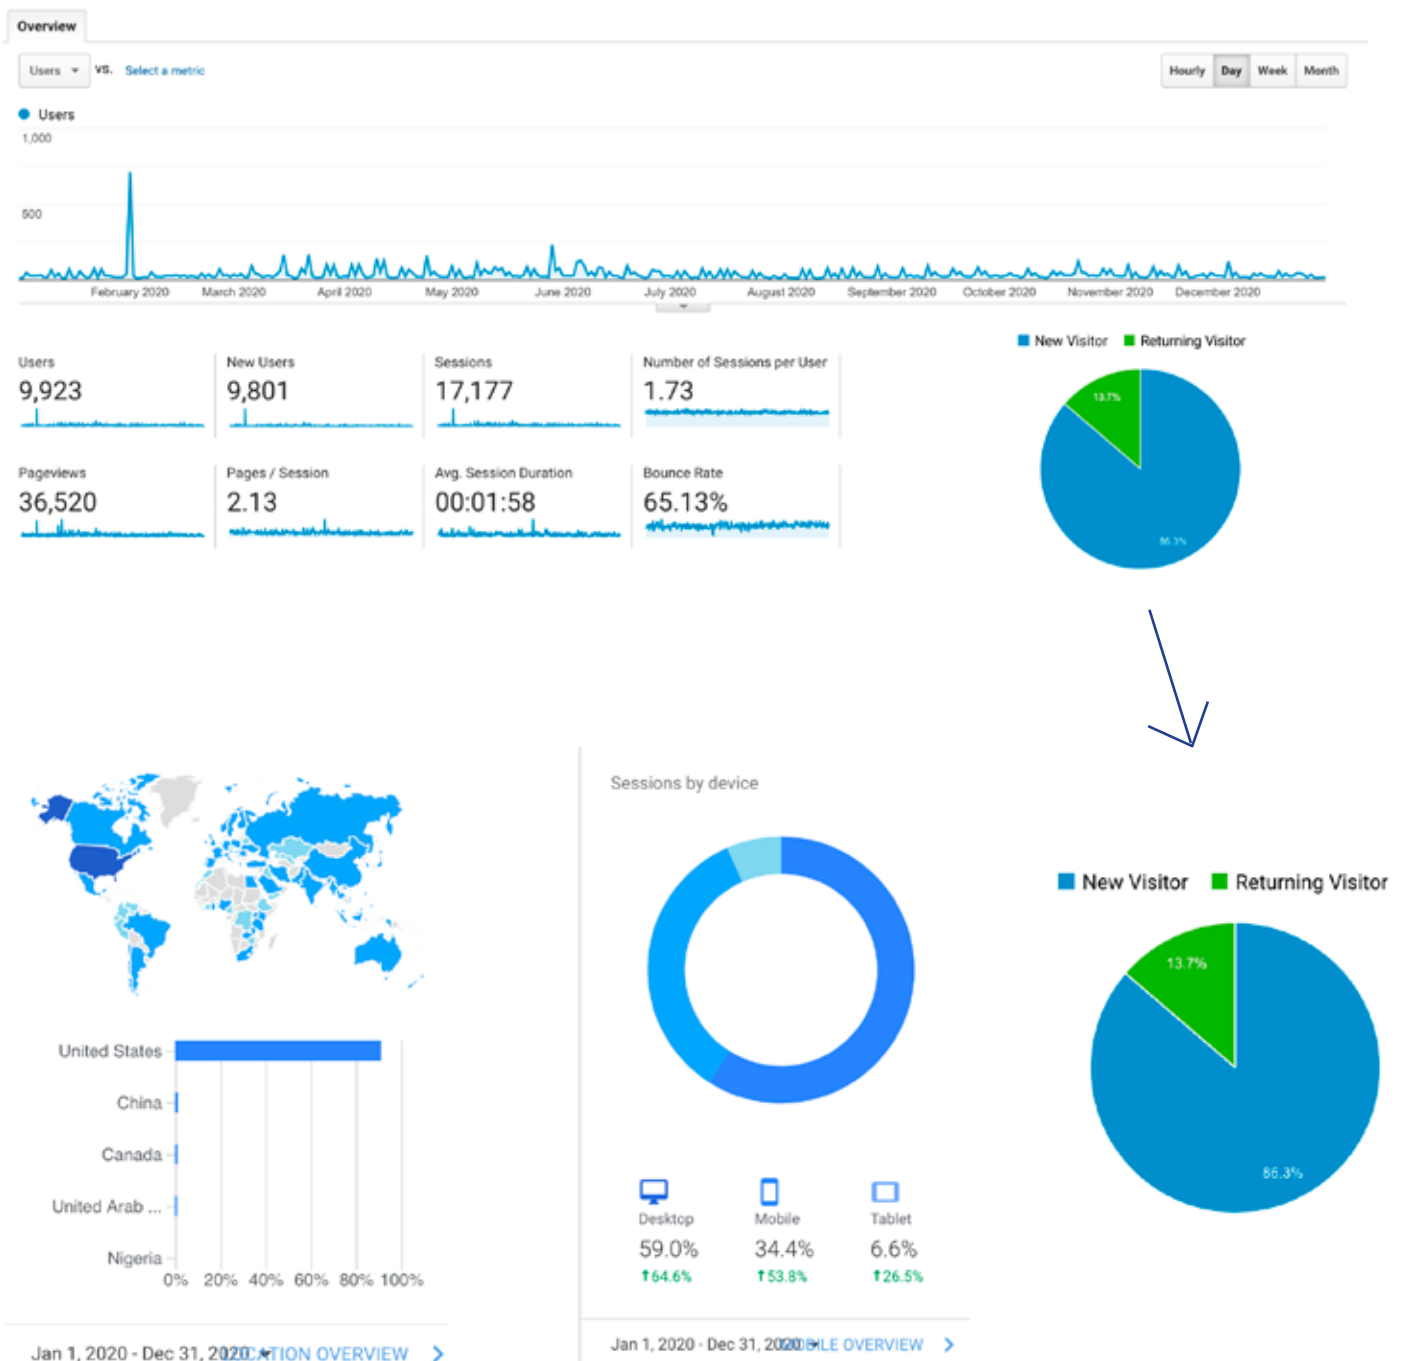 Overview
Users VS. Select a metric
Hourly Day Week Month
Users
1,000
500
February 2020 March 2020 April 2020 May 2020 June 2020 July 2020 August 2020 September 2020 October 2020 November 2020 December 2020
New Visitor Returning Visitor
13.7%
86.3%
Users New Users Sessions Number of Sessions per User
9,923 9,801 17,177 1.73
Pageviews Pages / Session Avg. Session Duration Bounce Rate
36,520 2.13 00:01:58 65.13%
United States
China
Canada
United Arab ...
Nigeria
0% 20% 40% 60% 80% 100%
Jan 1, 2020 - Dec 31, 2020 LOCATION OVERVIEW
Sessions by device
Desktop Mobile Tablet
59.0% 34.4% 6.6%
64.6% 53.8% 26.5%
Jan 1, 2020 - Dec 31, 2020 MOBILE OVERVIEW
New Visitor Returning Visitor
13.7%
86.3%